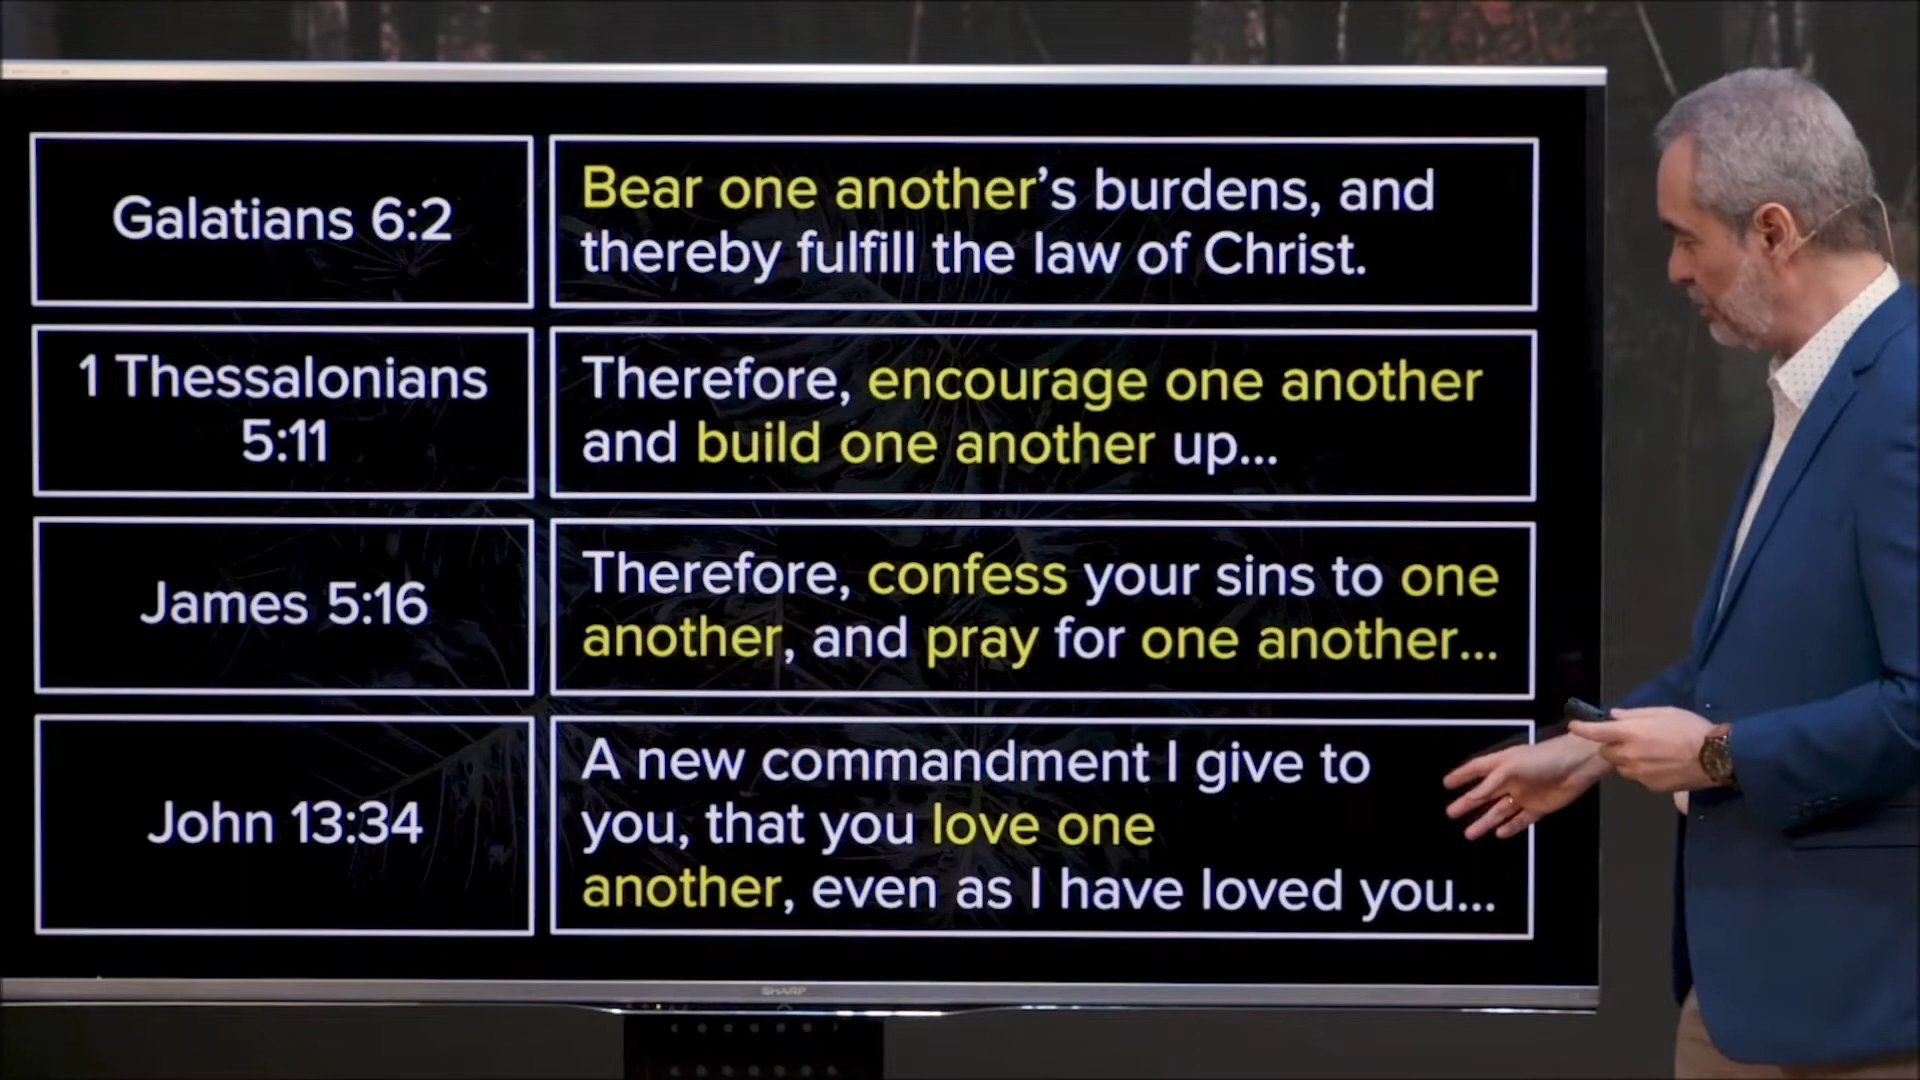 Galatians 6:2
Bear one another’s burdens, and
thereby fulfill the law of Christ.
1 Thessalonians
5:11
Therefore, encourage one another
and build one another up...
James 5:16
Therefore, confess your sins to one
another, and pray for one another...
John 13:34
A new commandment I give to
you, that you love one
another, even as I have loved you...
SHARP